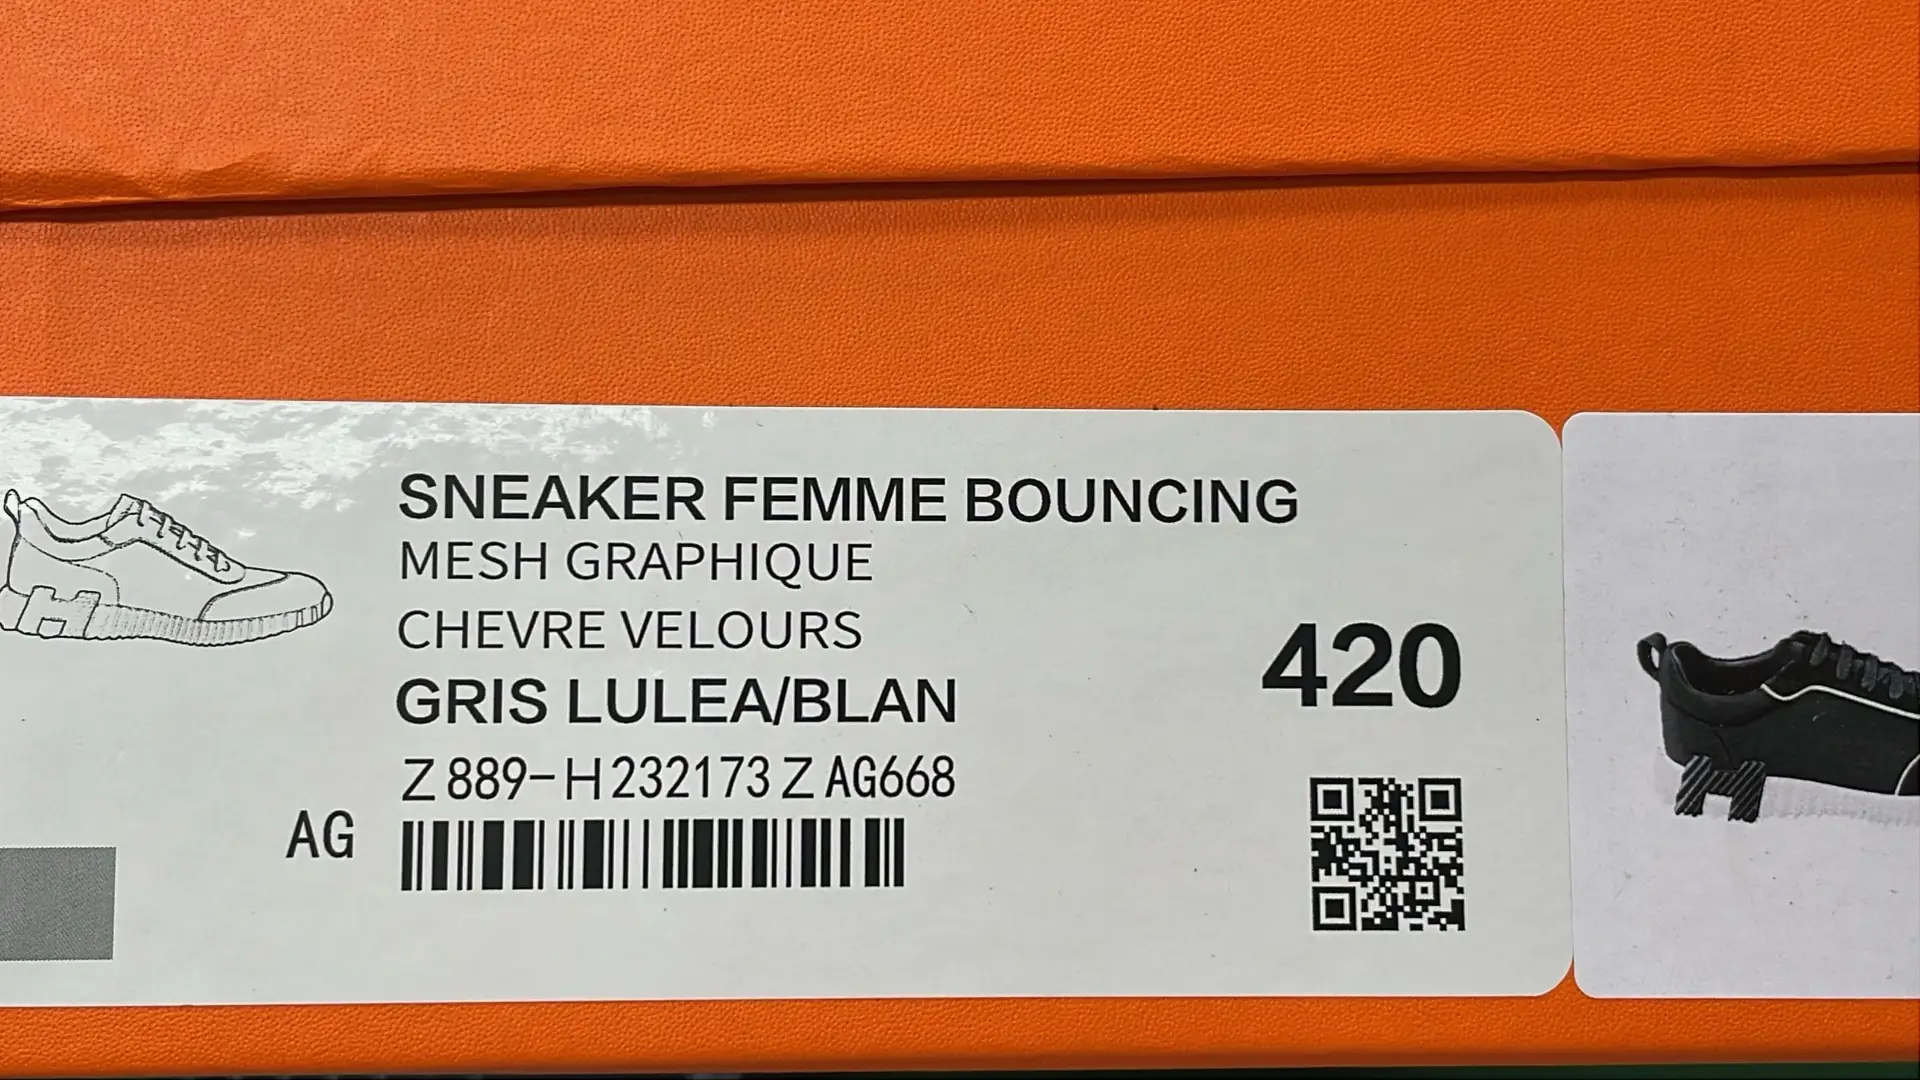 SNEAKER FEMME BOUNCING
MESH GRAPHIQUE
CHEVRE VELOURS
GRIS LULEA/BLAN
420
Z 889-H 232173 Z AG668
AG